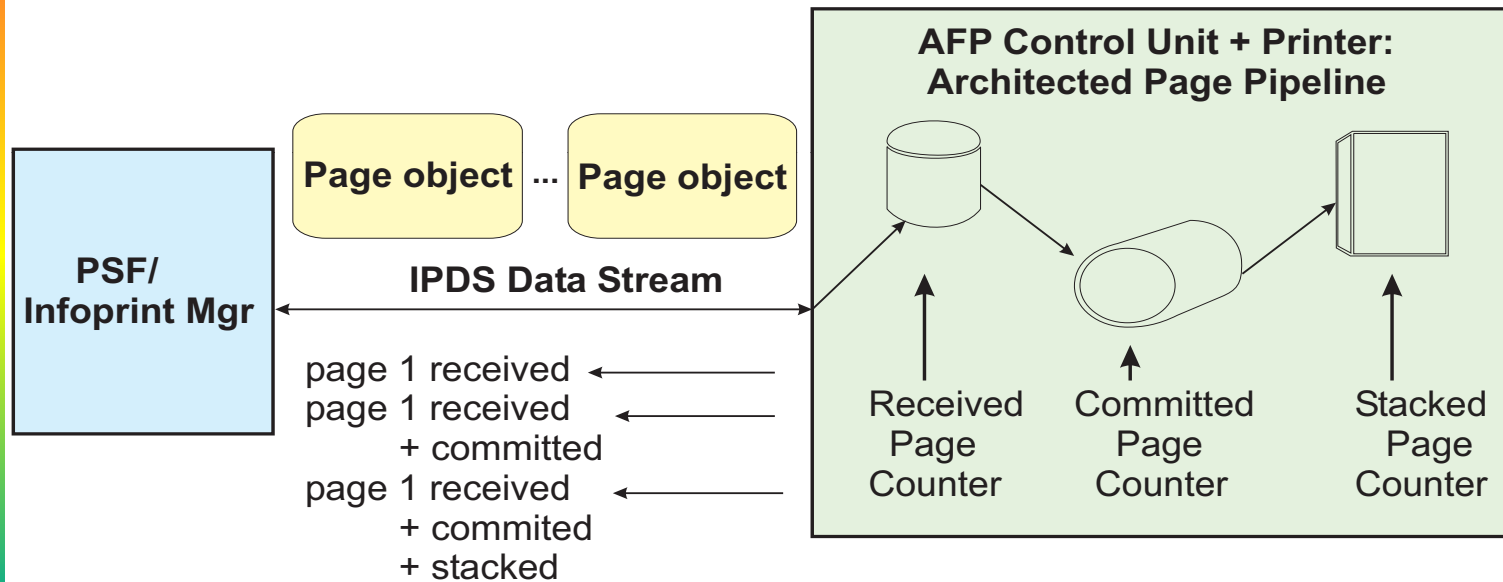 AFP Control Unit + Printer:
Architected Page Pipeline
Page object ... Page object
PSF/
Infoprint Mgr
IPDS Data Stream
page 1 received
page 1 received
+ committed
page 1 received
+ commited
+ stacked
Received
Page
Counter
Committed
Page
Counter
Stacked
Page
Counter